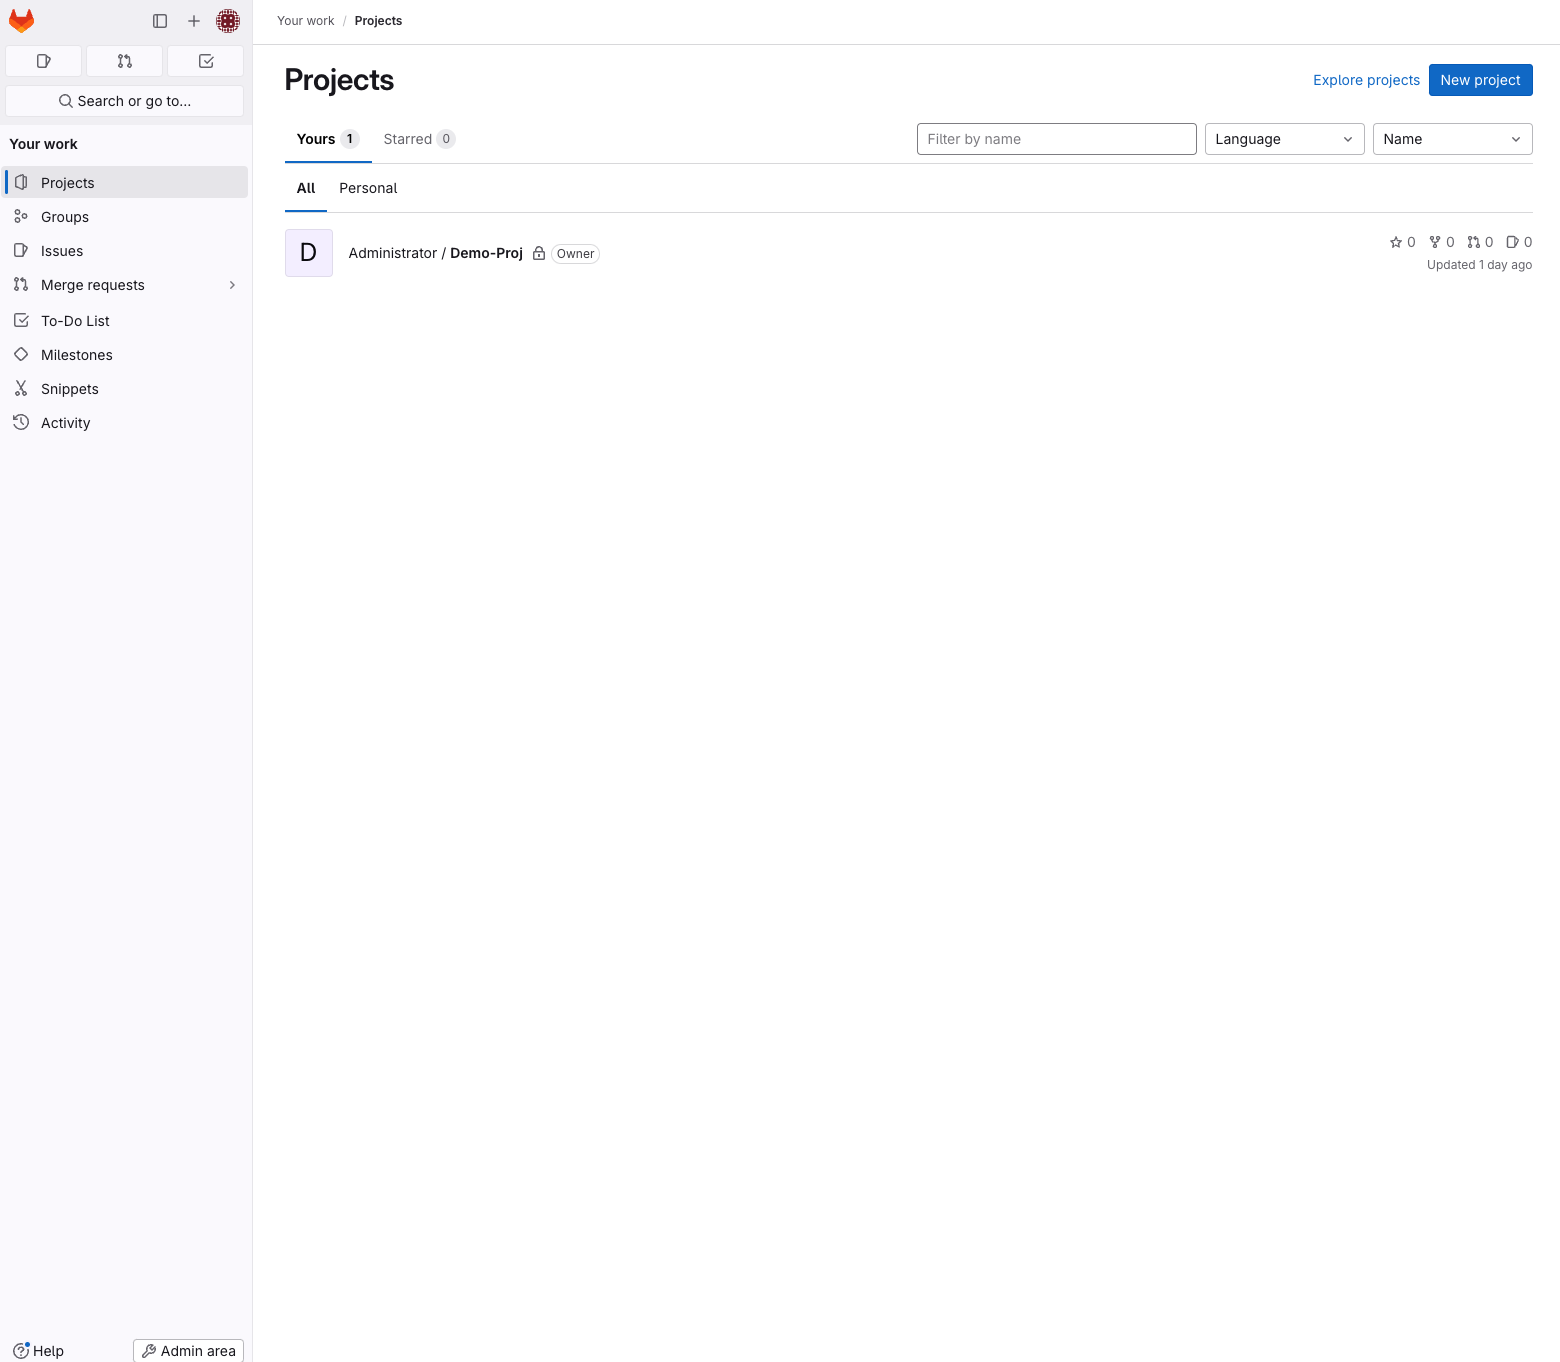 Your work / Projects
Search or go to...
Your work
Projects
Groups
Issues
Merge requests
To-Do List
Milestones
Snippets
Activity
Help
Admin area
Projects
Explore projects
New project
Yours 1
Starred 0
Filter by name
Language
Name
All
Personal
D
Administrator / Demo-Proj
Owner
0 0 0 0
Updated 1 day ago